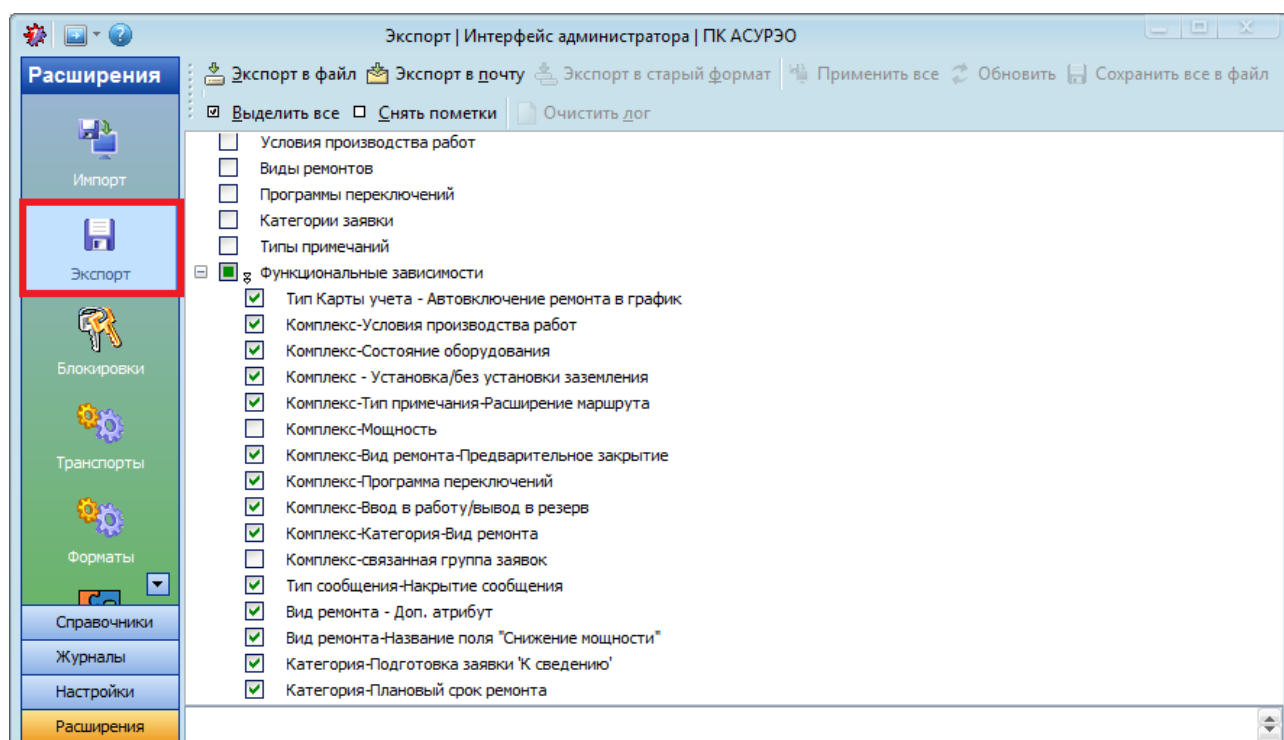 Экспорт | Интерфейс администратора | ПК АСУРЭО
Расширения
Экспорт в файл Экспорт в почту Экспорт в старый формат Применить все Обновить Сохранить все в файл
Выделить все Снять пометки Очистить лог
Импорт
Экспорт
Блокировки
Транспорты
Форматы
Справочники
Журналы
Настройки
Расширения
Условия производства работ
Виды ремонтов
Программы переключений
Категории заявки
Типы примечаний
Функциональные зависимости
Тип Карты учета - Автовключение ремонта в график
Комплекс-Условия производства работ
Комплекс-Состояние оборудования
Комплекс - Установка/без установки заземления
Комплекс-Тип примечания-Расширение маршрута
Комплекс-Мощность
Комплекс-Вид ремонта-Предварительное закрытие
Комплекс-Программа переключений
Комплекс-Ввод в работу/вывод в резерв
Комплекс-Категория-Вид ремонта
Комплекс-связанная группа заявок
Тип сообщения-Накрытие сообщения
Вид ремонта - Доп. атрибут
Вид ремонта-Название поля "Снижение мощности"
Категория-Подготовка заявки 'К сведению'
Категория-Плановый срок ремонта